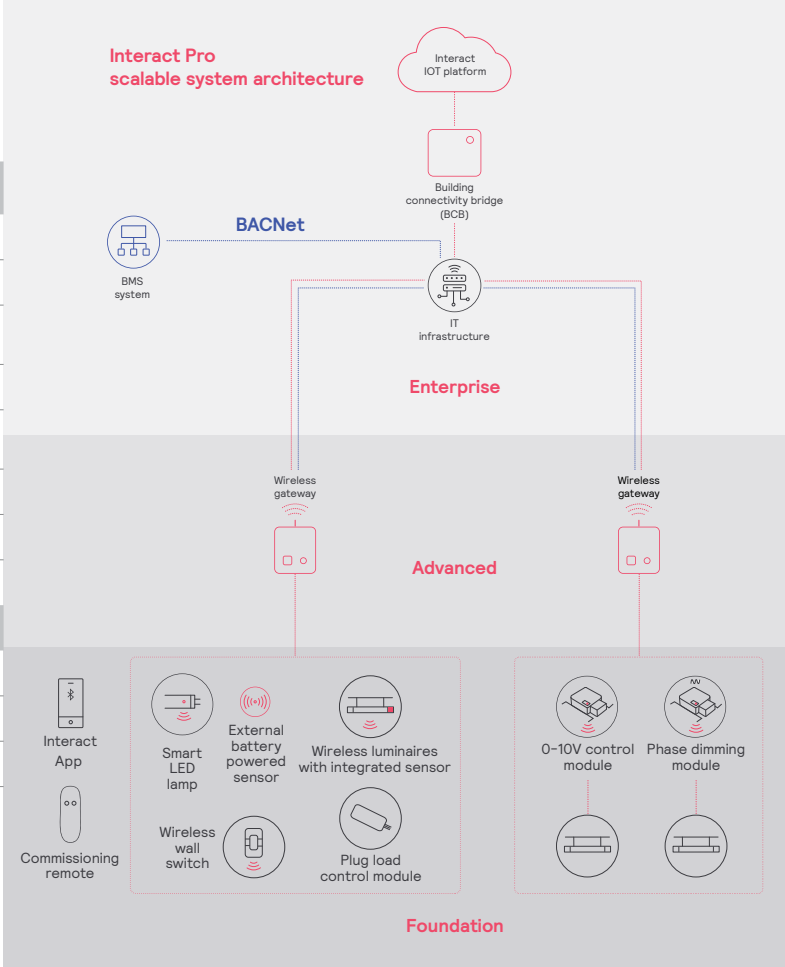 Interact Pro
scalable system architecture
Interact
IOT platform
Building
connectivity bridge
(BCB)
BACNet
BMS
system
IT
infrastructure
Enterprise
Wireless
gateway
Wireless
gateway
Advanced
Interact
App
Commissioning
remote
Smart
LED
lamp
External
battery
powered
sensor
Wireless luminaires
with integrated sensor
Wireless
wall
switch
Plug load
control module
0-10V control
module
Phase dimming
module
Foundation